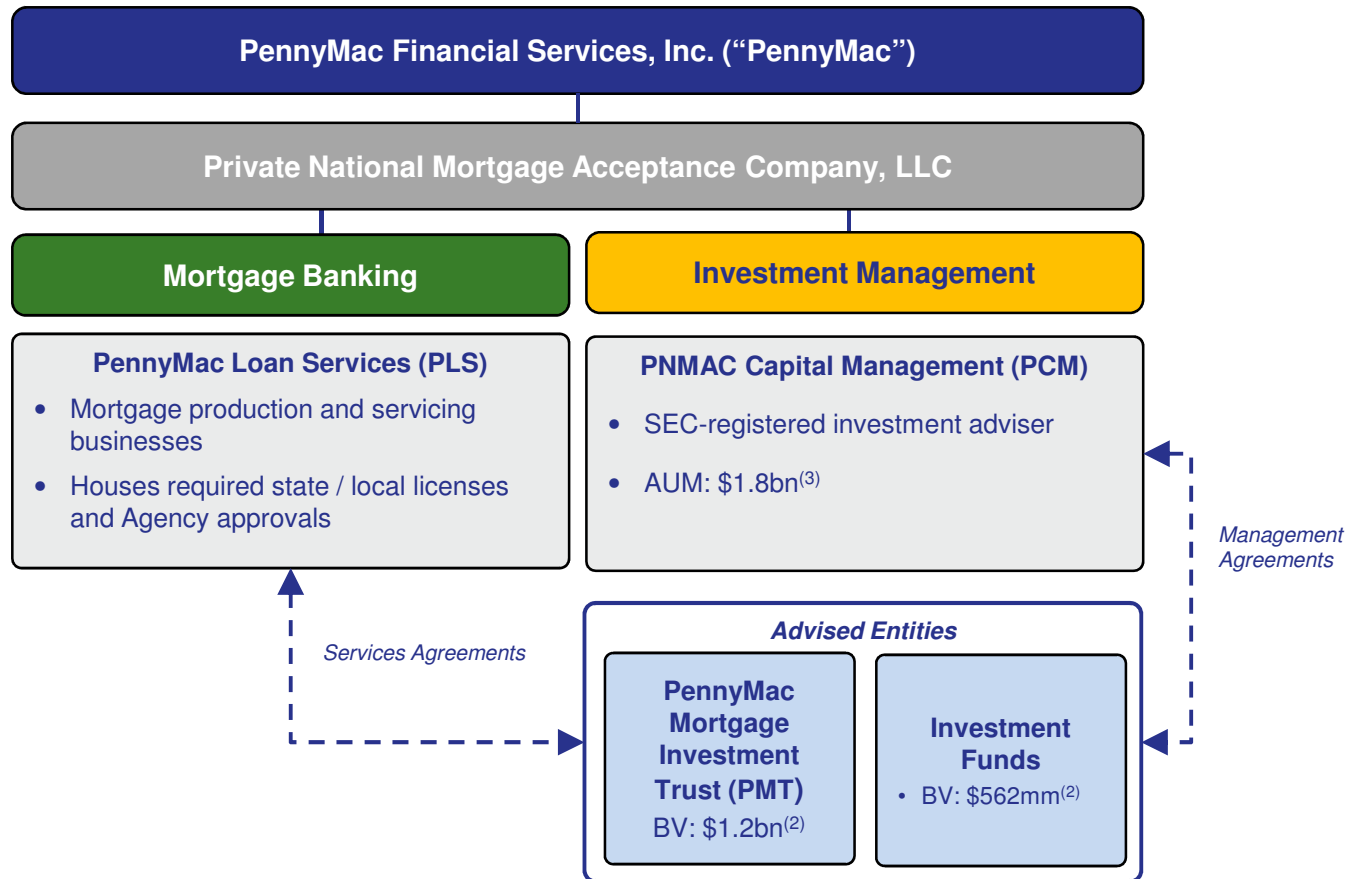 PennyMac Financial Services, Inc. (“PennyMac”)
Private National Mortgage Acceptance Company, LLC
Mortgage Banking
Investment Management
PennyMac Loan Services (PLS)
• Mortgage production and servicing
businesses
• Houses required state / local licenses
and Agency approvals
PNMAC Capital Management (PCM)
• SEC-registered investment adviser
• AUM: $1.8bn(3)
Management
Agreements
Services Agreements
Advised Entities
PennyMac
Mortgage
Investment
Trust (PMT)
BV: $1.2bn(2)
Investment
Funds
• BV: $562mm(2)